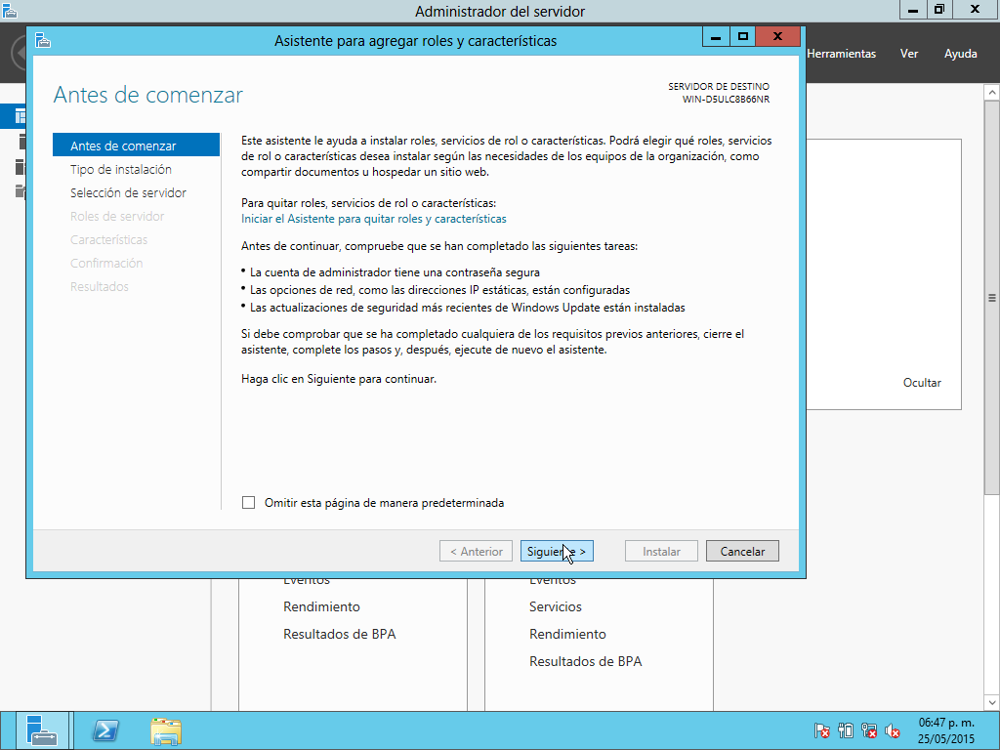 Administrador del servidor
Herramientas Ver Ayuda
Asistente para agregar roles y características
Antes de comenzar
SERVIDOR DE DESTINO
WIN-D5ULC8B66NR
Antes de comenzar
Tipo de instalación
Selección de servidor
Roles de servidor
Características
Confirmación
Resultados
Este asistente le ayuda a instalar roles, servicios de rol o características. Podrá elegir qué roles, servicios
de rol o características desea instalar según las necesidades de los equipos de la organización, como
compartir documentos u hospedar un sitio web.
Para quitar roles, servicios de rol o características:
Iniciar el Asistente para quitar roles y características
Antes de continuar, compruebe que se han completado las siguientes tareas:
• La cuenta de administrador tiene una contraseña segura
• Las opciones de red, como las direcciones IP estáticas, están configuradas
• Las actualizaciones de seguridad más recientes de Windows Update están instaladas
Si debe comprobar que se ha completado cualquiera de los requisitos previos anteriores, cierre el
asistente, complete los pasos y, después, ejecute de nuevo el asistente.
Haga clic en Siguiente para continuar.
Omitir esta página de manera predeterminada
< Anterior Siguiente > Instalar Cancelar
Ocultar
Eventos
Rendimiento
Resultados de BPA
Eventos
Servicios
Rendimiento
Resultados de BPA
06:47 p. m.
25/05/2015